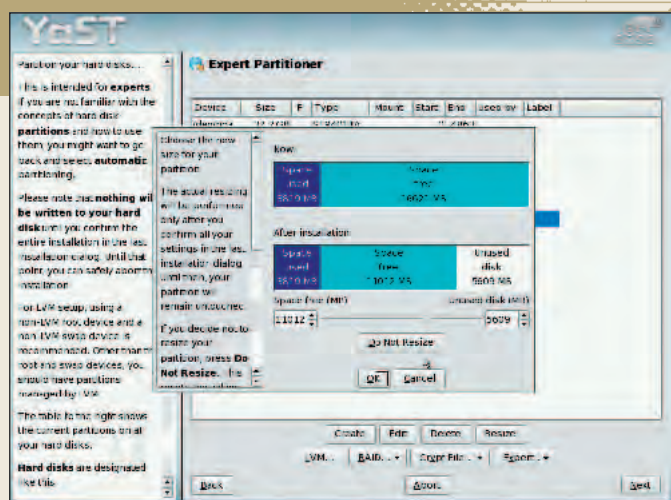 YaST
Partition your hard disks...
This is intended for experts.
If you are not familiar with the
concepts of hard disk
partitions and how to use
them, you might want to go
back and select automatic
partitioning.
Please note that nothing will
be written to your hard
disk until you confirm the
entire installation in the last
installation dialog. Until that
point, you can safely abort the
installation.
For LVM setup, using a
non-LVM root device and a
non-LVM swap device is
recommended. Other than the
root and swap devices, you
should have partitions
managed by LVM.
The table to the right shows
the current partitions on all
your hard disks.
Hard disks are designated
like this
Expert Partitioner
Device Size F Type Mount Start End Used by Label
Choose the new
size for your
partition.
The actual resizing
will be performed
only after you
confirm all your
settings in the last
installation dialog.
Until then, your
partition will
remain untouched.
If you decide not to
resize your
partition, press Do
Not Resize.
Now
Space
used
Space
free
After installation
Space
used
Space
free
11012 MB
Unused
disk
5609 MB
Space free (MB) Unused disk (MB)
11012 5609
Do Not Resize
OK Cancel
Create Edit Delete Resize
LVM... RAID... Crypt File... Expert...
Back Abort Next